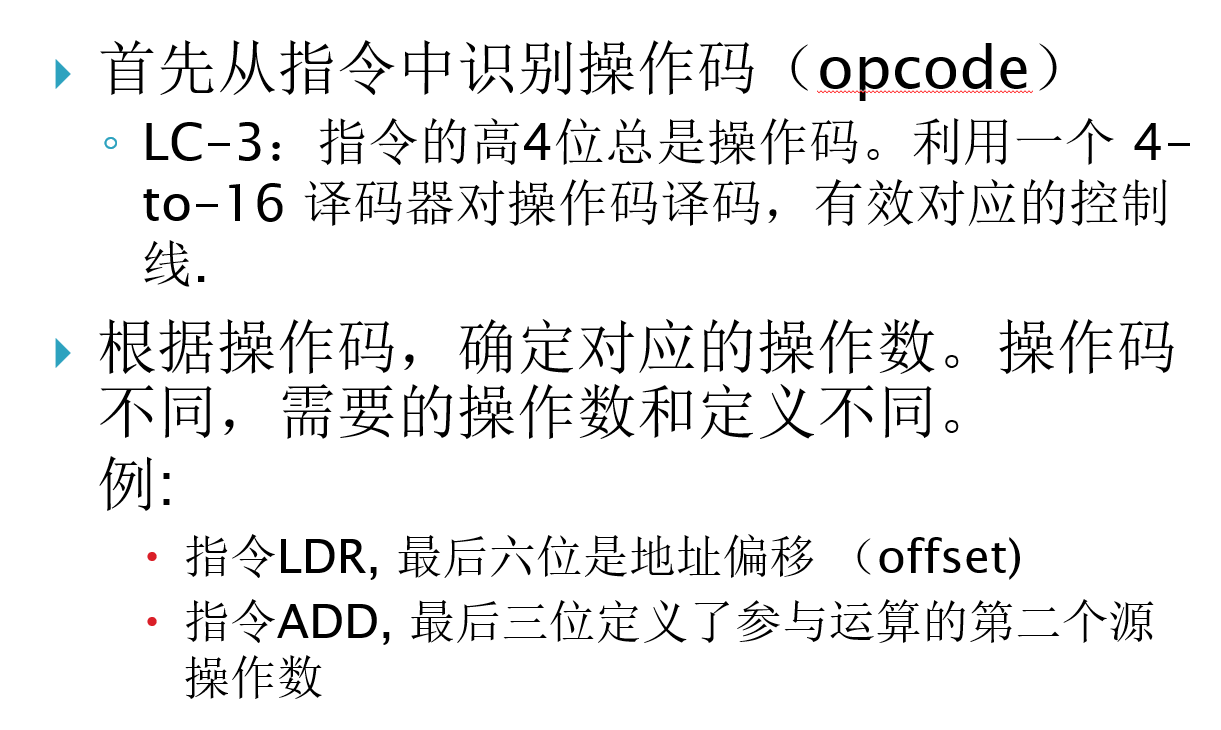 首先从指令中识别操作码（opcode）
LC-3：指令的高4位总是操作码。利用一个 4-
to-16 译码器对操作码译码，有效对应的控制
线.
根据操作码，确定对应的操作数。操作码
不同，需要的操作数和定义不同。
例:
指令LDR, 最后六位是地址偏移 （offset)
指令ADD, 最后三位定义了参与运算的第二个源
操作数